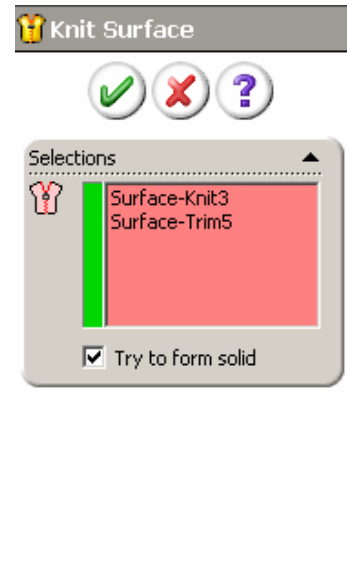 Knit Surface
?
Selections
Surface-Knit3
Surface-Trim5
Try to form solid